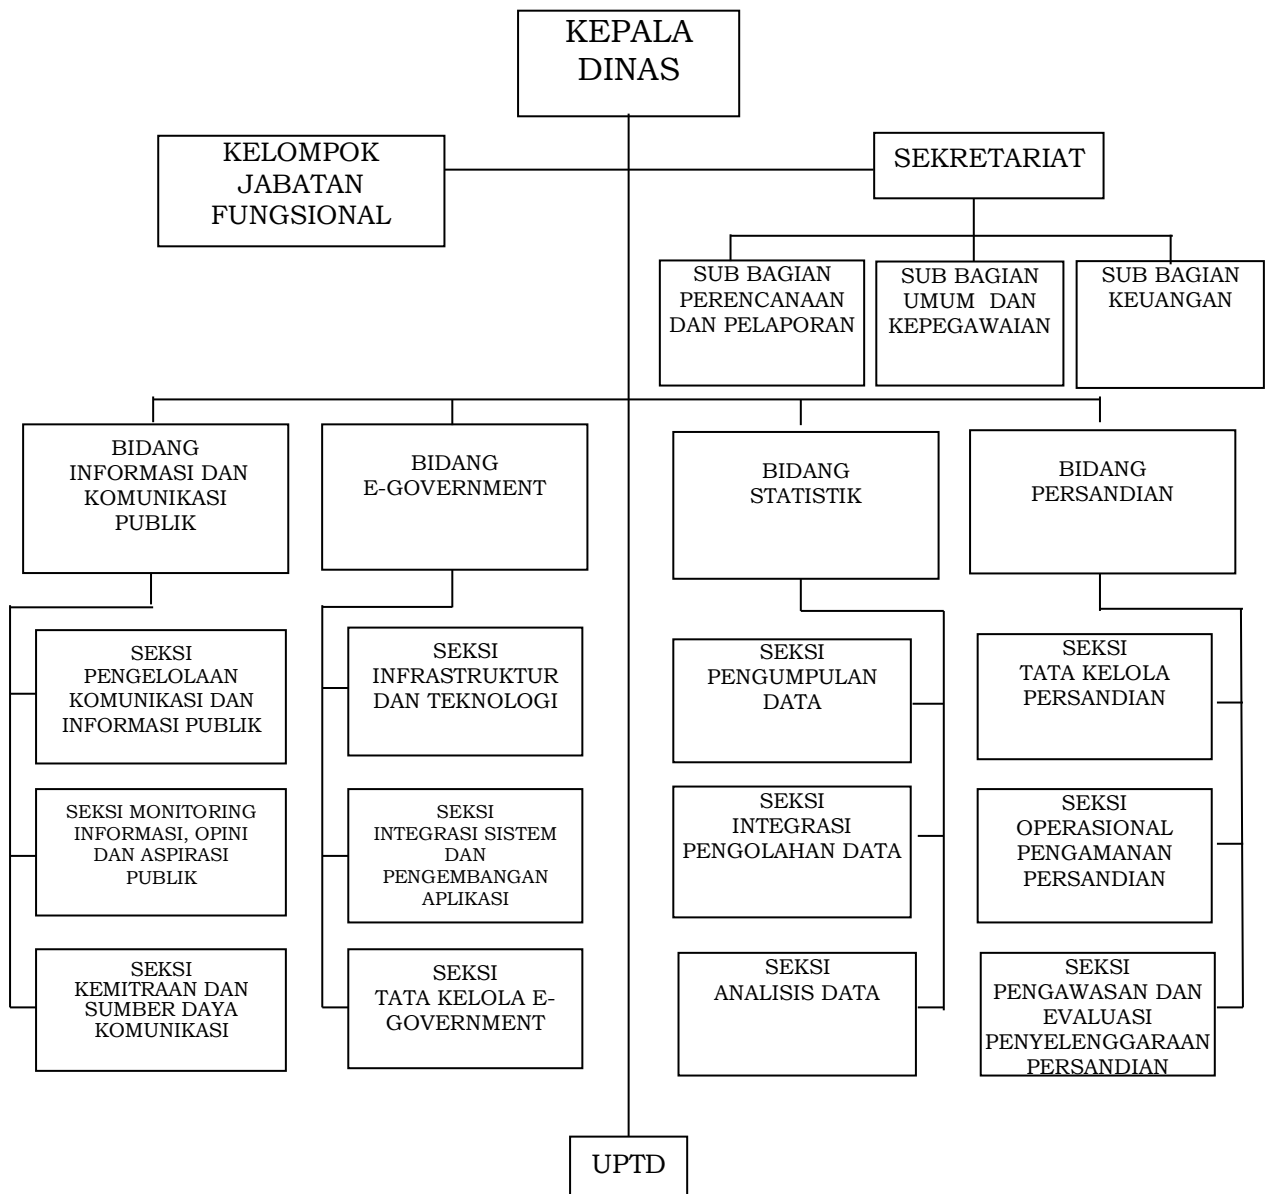 KEPALA
DINAS
KELOMPOK
JABATAN
FUNGSIONAL
SEKRETARIAT
SUB BAGIAN
PERENCANAAN
DAN PELAPORAN
SUB BAGIAN
UMUM DAN
KEPEGAWAIAN
SUB BAGIAN
KEUANGAN
BIDANG
INFORMASI DAN
KOMUNIKASI
PUBLIK
BIDANG
E-GOVERNMENT
BIDANG
STATISTIK
BIDANG
PERSANDIAN
SEKSI
PENGELOLAAN
KOMUNIKASI DAN
INFORMASI PUBLIK
SEKSI
INFRASTRUKTUR
DAN TEKNOLOGI
SEKSI
PENGUMPULAN
DATA
SEKSI
TATA KELOLA
PERSANDIAN
SEKSI MONITORING
INFORMASI, OPINI
DAN ASPIRASI
PUBLIK
SEKSI
INTEGRASI SISTEM
DAN
PENGEMBANGAN
APLIKASI
SEKSI
INTEGRASI
PENGOLAHAN DATA
SEKSI
OPERASIONAL
PENGAMANAN
PERSANDIAN
SEKSI
KEMITRAAN DAN
SUMBER DAYA
KOMUNIKASI
SEKSI
TATA KELOLA E-
GOVERNMENT
SEKSI
ANALISIS DATA
SEKSI
PENGAWASAN DAN
EVALUASI
PENYELENGGARAAN
PERSANDIAN
UPTD